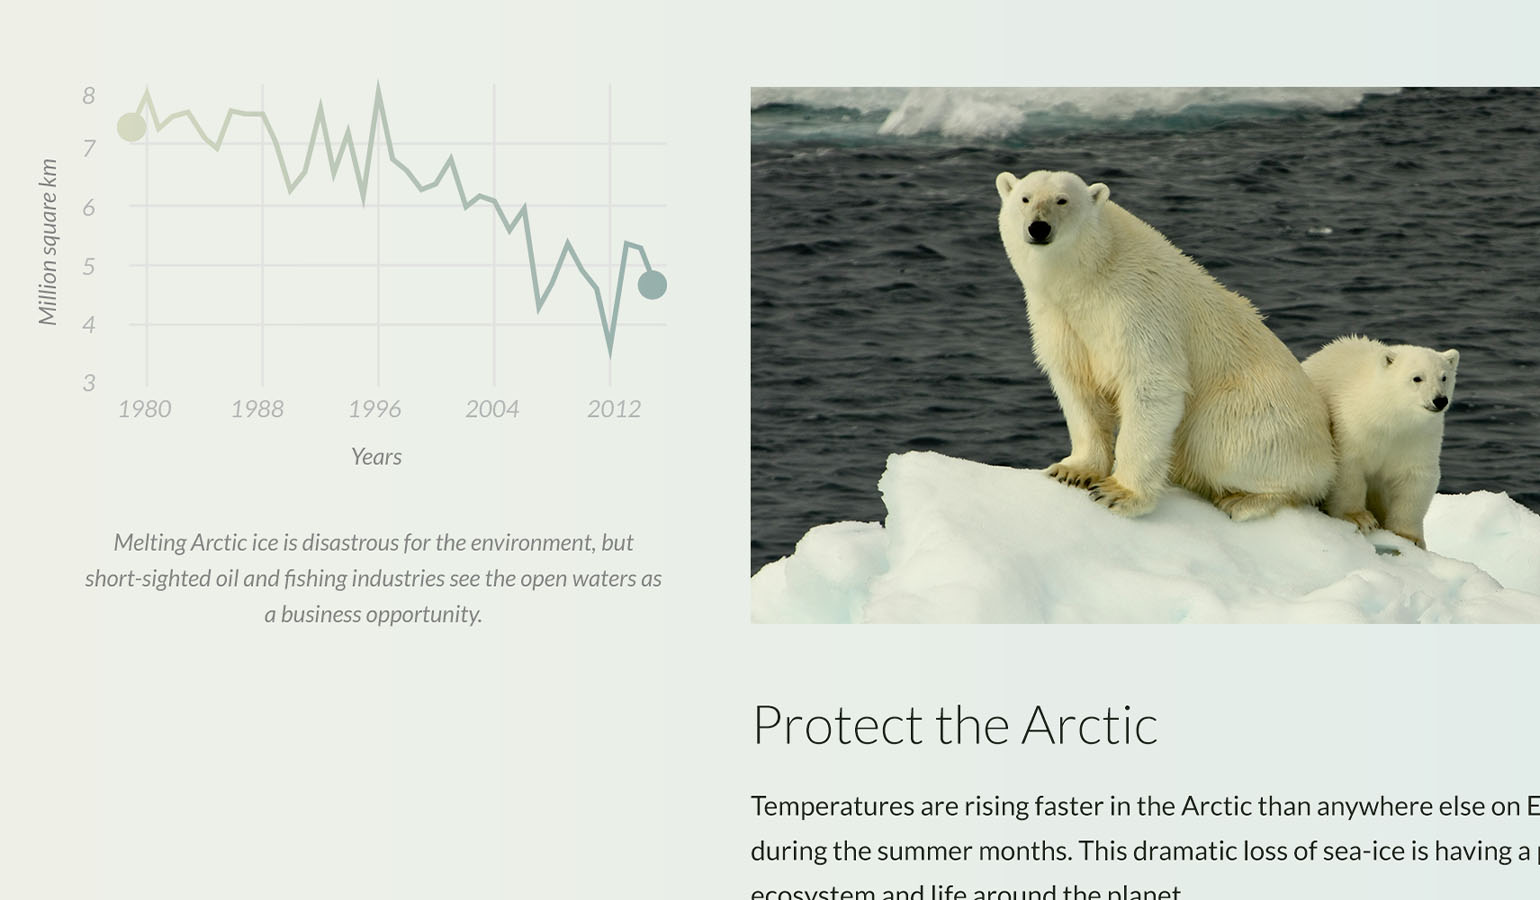 8
7
6
5
4
3
Million square km
1980 1988 1996 2004 2012
Years
Melting Arctic ice is disastrous for the environment, but
short-sighted oil and fishing industries see the open waters as
a business opportunity.
Protect the Arctic
Temperatures are rising faster in the Arctic than anywhere else on
during the summer months. This dramatic loss of sea-ice is having a
ecosystem and life around the planet.